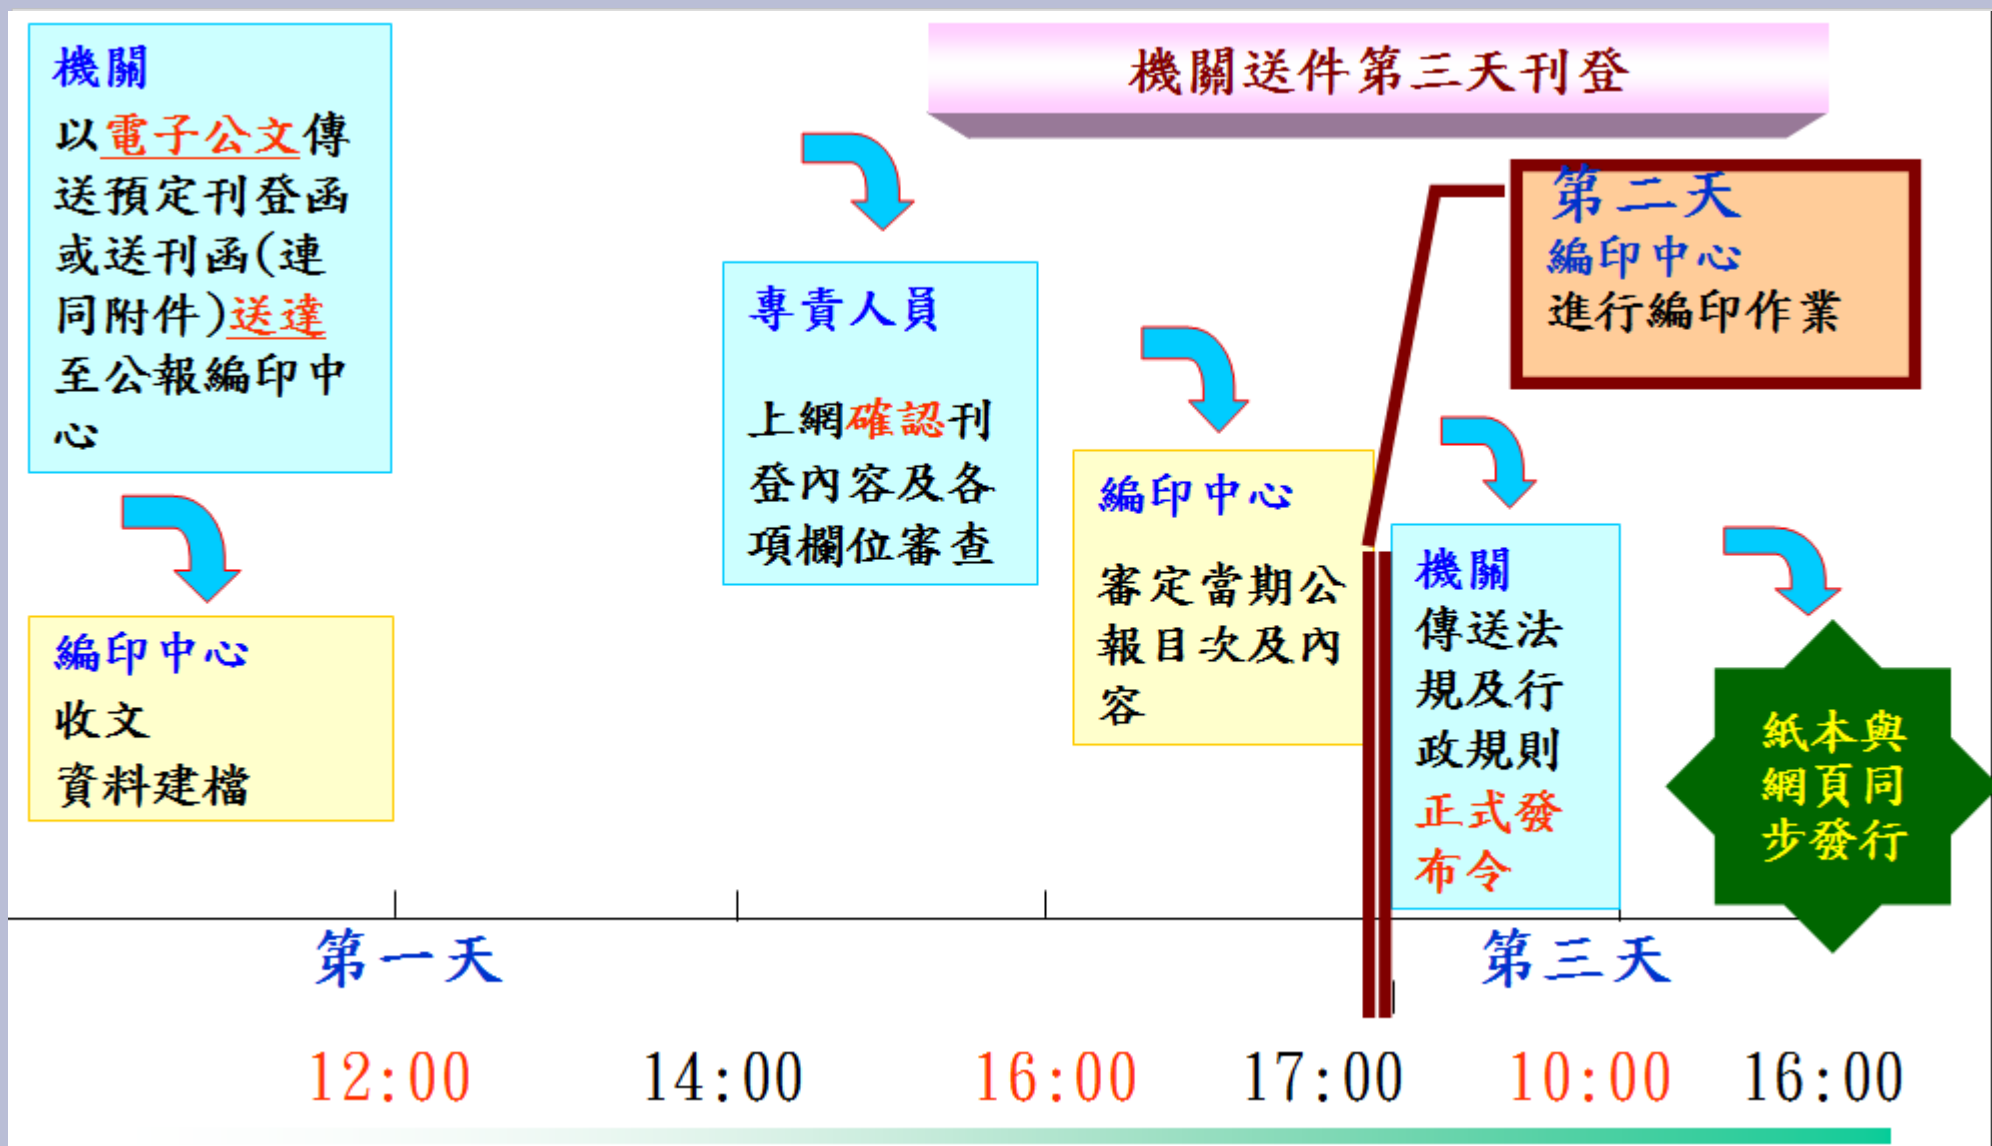 機關送件第三天刊登
機關
以電子公文傳
送預定刊登函
或送刊函(連
同附件)送達
至公報編印中
心
編印中心
收文
資料建檔
專責人員
上網確認刊
登內容及各
項欄位審查
編印中心
審定當期公
報目次及內
容
第二天
編印中心
進行編印作業
機關
傳送法
規及行
政規則
正式發
布令
紙本與
網頁同
步發行
第一天
第三天
12:00
14:00
16:00
17:00
10:00
16:00